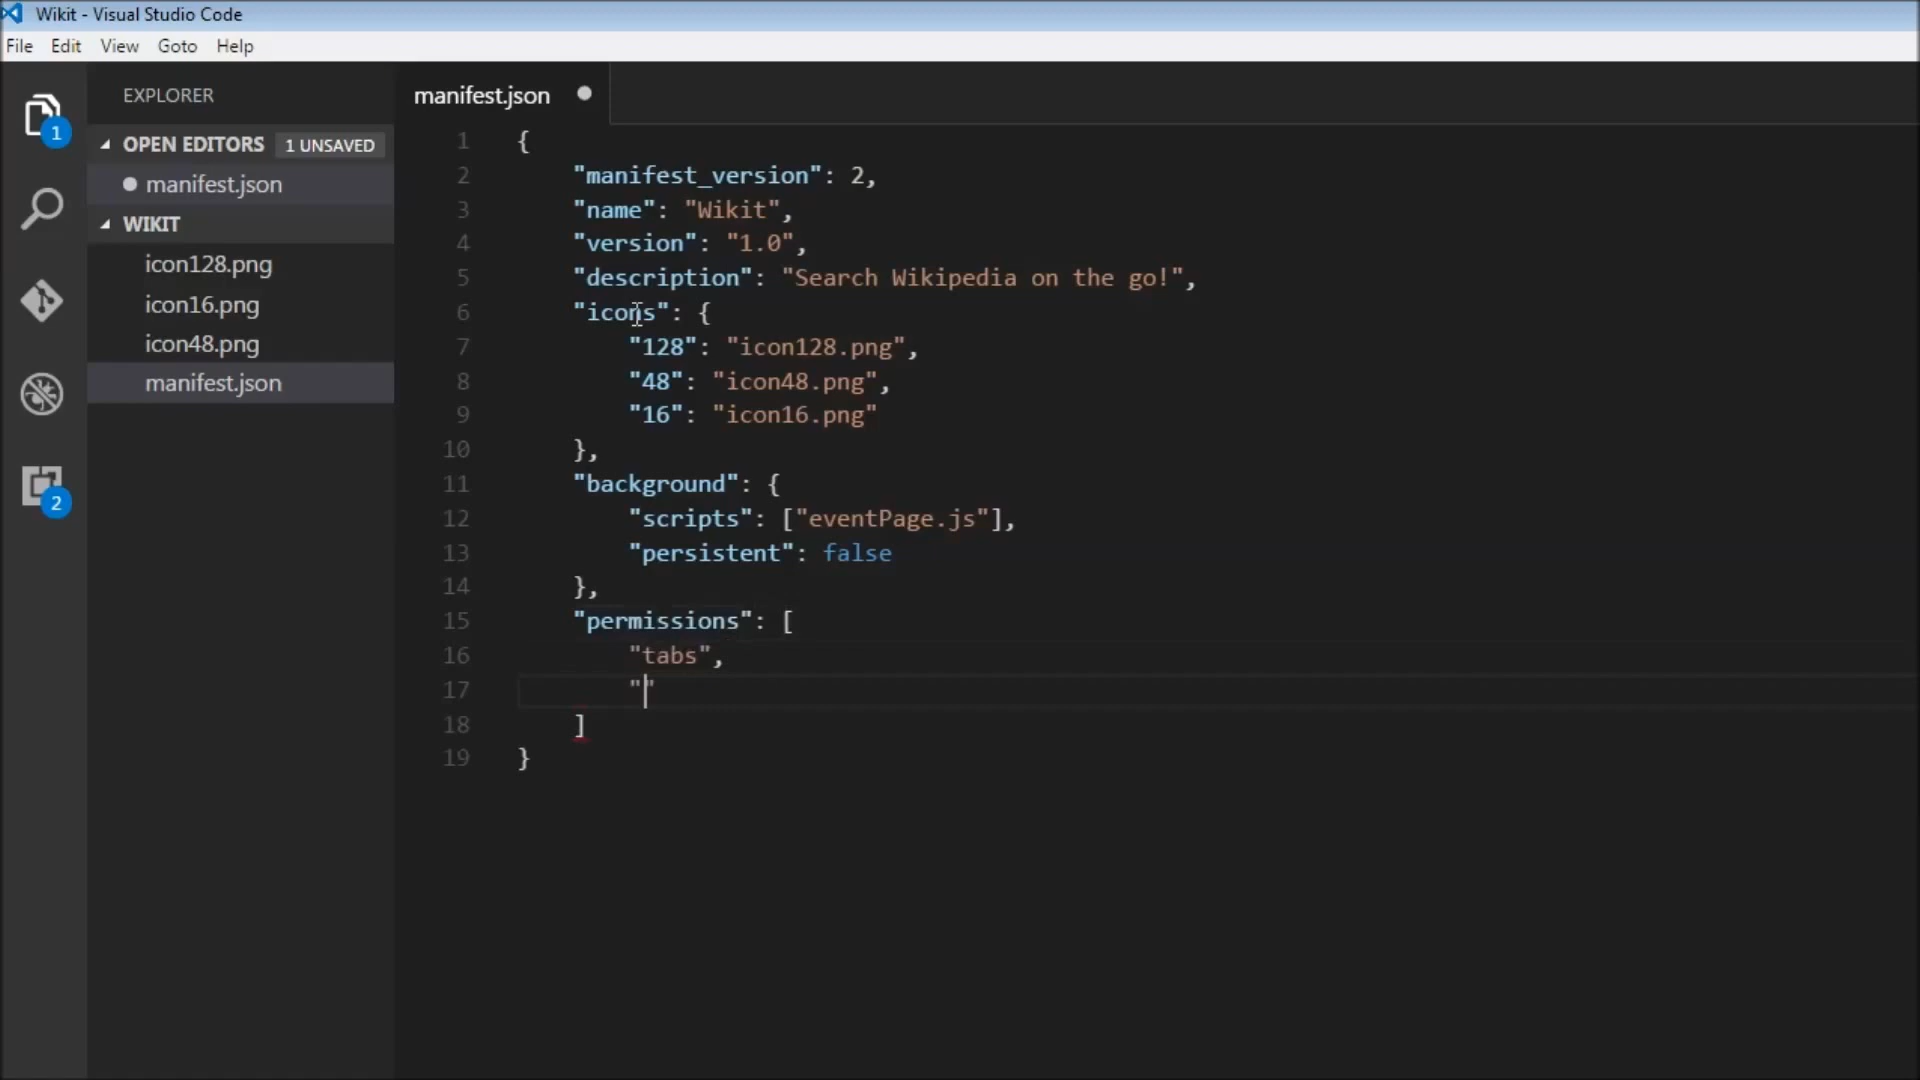 Wikit - Visual Studio Code
File Edit View Goto Help
EXPLORER
OPEN EDITORS 1 UNSAVED
manifest.json
WIKIT
icon128.png
icon16.png
icon48.png
manifest.json
1
2
manifest.json
1 {
2 "manifest_version": 2,
3 "name": "Wikit",
4 "version": "1.0",
5 "description": "Search Wikipedia on the go!",
6 "icons": {
7 "128": "icon128.png",
8 "48": "icon48.png",
9 "16": "icon16.png"
10 },
11 "background": {
12 "scripts": ["eventPage.js"],
13 "persistent": false
14 },
15 "permissions": [
16 "tabs",
17 ""
18 ]
19 }